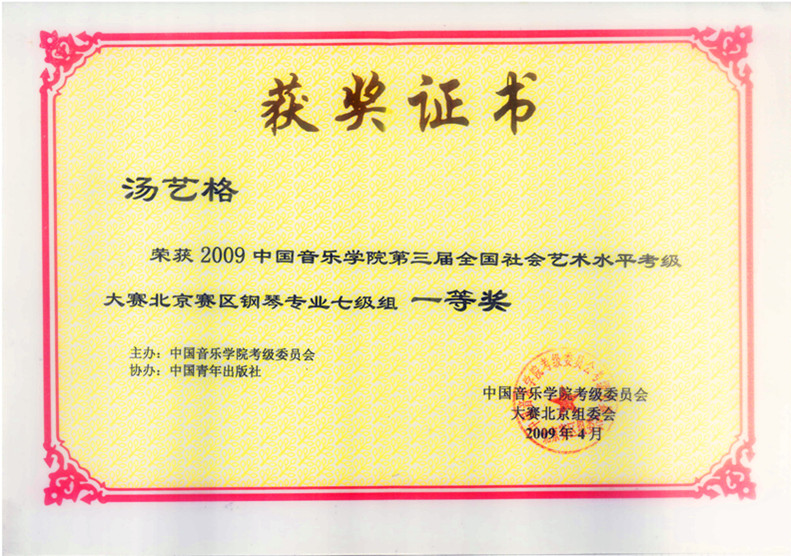 获奖证书
汤艺格
荣获 2009 中国音乐学院第三届全国社会艺术水平考级
大赛北京赛区钢琴专业七级组 一等奖
主办：中国音乐学院考级委员会
协办：中国青年出版社
中国音乐学院考级委员会
大赛北京组委会
2009 年 4 月